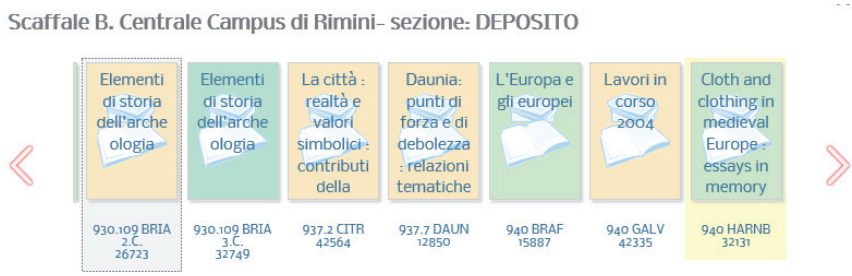 Scaffale B. Centrale Campus di Rimini- sezione: DEPOSITO
Elementi
di storia
dell'arche
ologia
930.109 BRIA
2.C.
26723
Elementi
di storia
dell'arche
ologia
930.109 BRIA
3.C.
32749
La città :
realtà e
valori
simbolici :
contributi
della
937.2 CITR
42564
Daunia:
punti di
forza e di
debolezza
: relazioni
tematiche
937.7 DAUN
12850
L'Europa e
gli europei
940 BRAF
15887
Lavori in
corso
2004
940 GALV
42335
Cloth and
clothing in
medieval
Europe :
essays in
memory
940 HARNB
32131